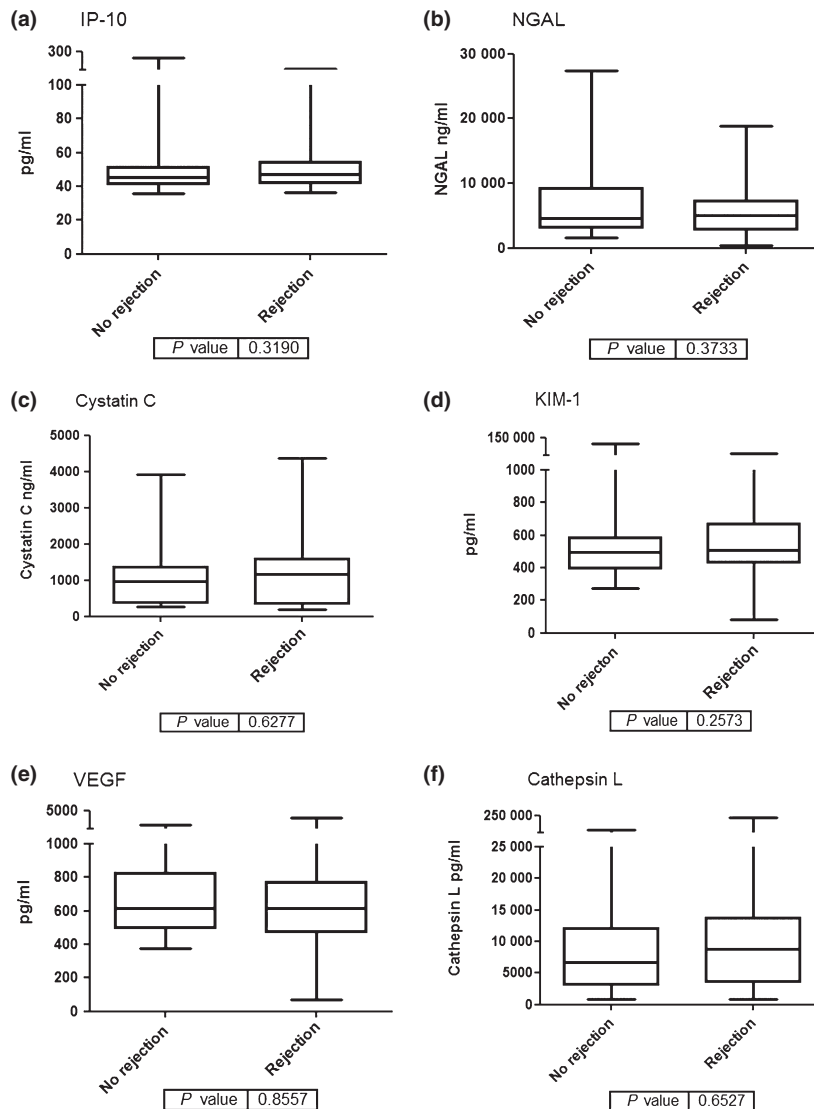 (a) IP-10
300
100
80
60
40
20
0
pg/ml
No rejection
Rejection
P value 0.3190
(b) NGAL
30 000
20 000
10 000
0
NGAL ng/ml
No rejection
Rejection
P value 0.3733
(c) Cystatin C
5000
4000
3000
2000
1000
0
Cystatin C ng/ml
No rejection
Rejection
P value 0.6277
(d) KIM-1
150 000
1000
800
600
400
200
0
pg/ml
No rejecton
Rejection
P value 0.2573
(e) VEGF
5000
1000
800
600
400
200
0
pg/ml
No rejection
Rejection
P value 0.8557
(f) Cathepsin L
250 000
25 000
20 000
15 000
10 000
5000
0
Cathepsin L pg/ml
No rejection
Rejection
P value 0.6527